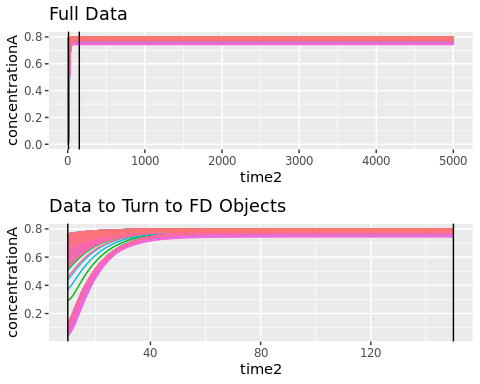 Full Data
concentrationA
0.8
0.6
0.4
0.2
0.0
0 1000 2000 3000 4000 5000
time2
Data to Turn to FD Objects
concentrationA
0.8
0.6
0.4
0.2
40 80 120
time2